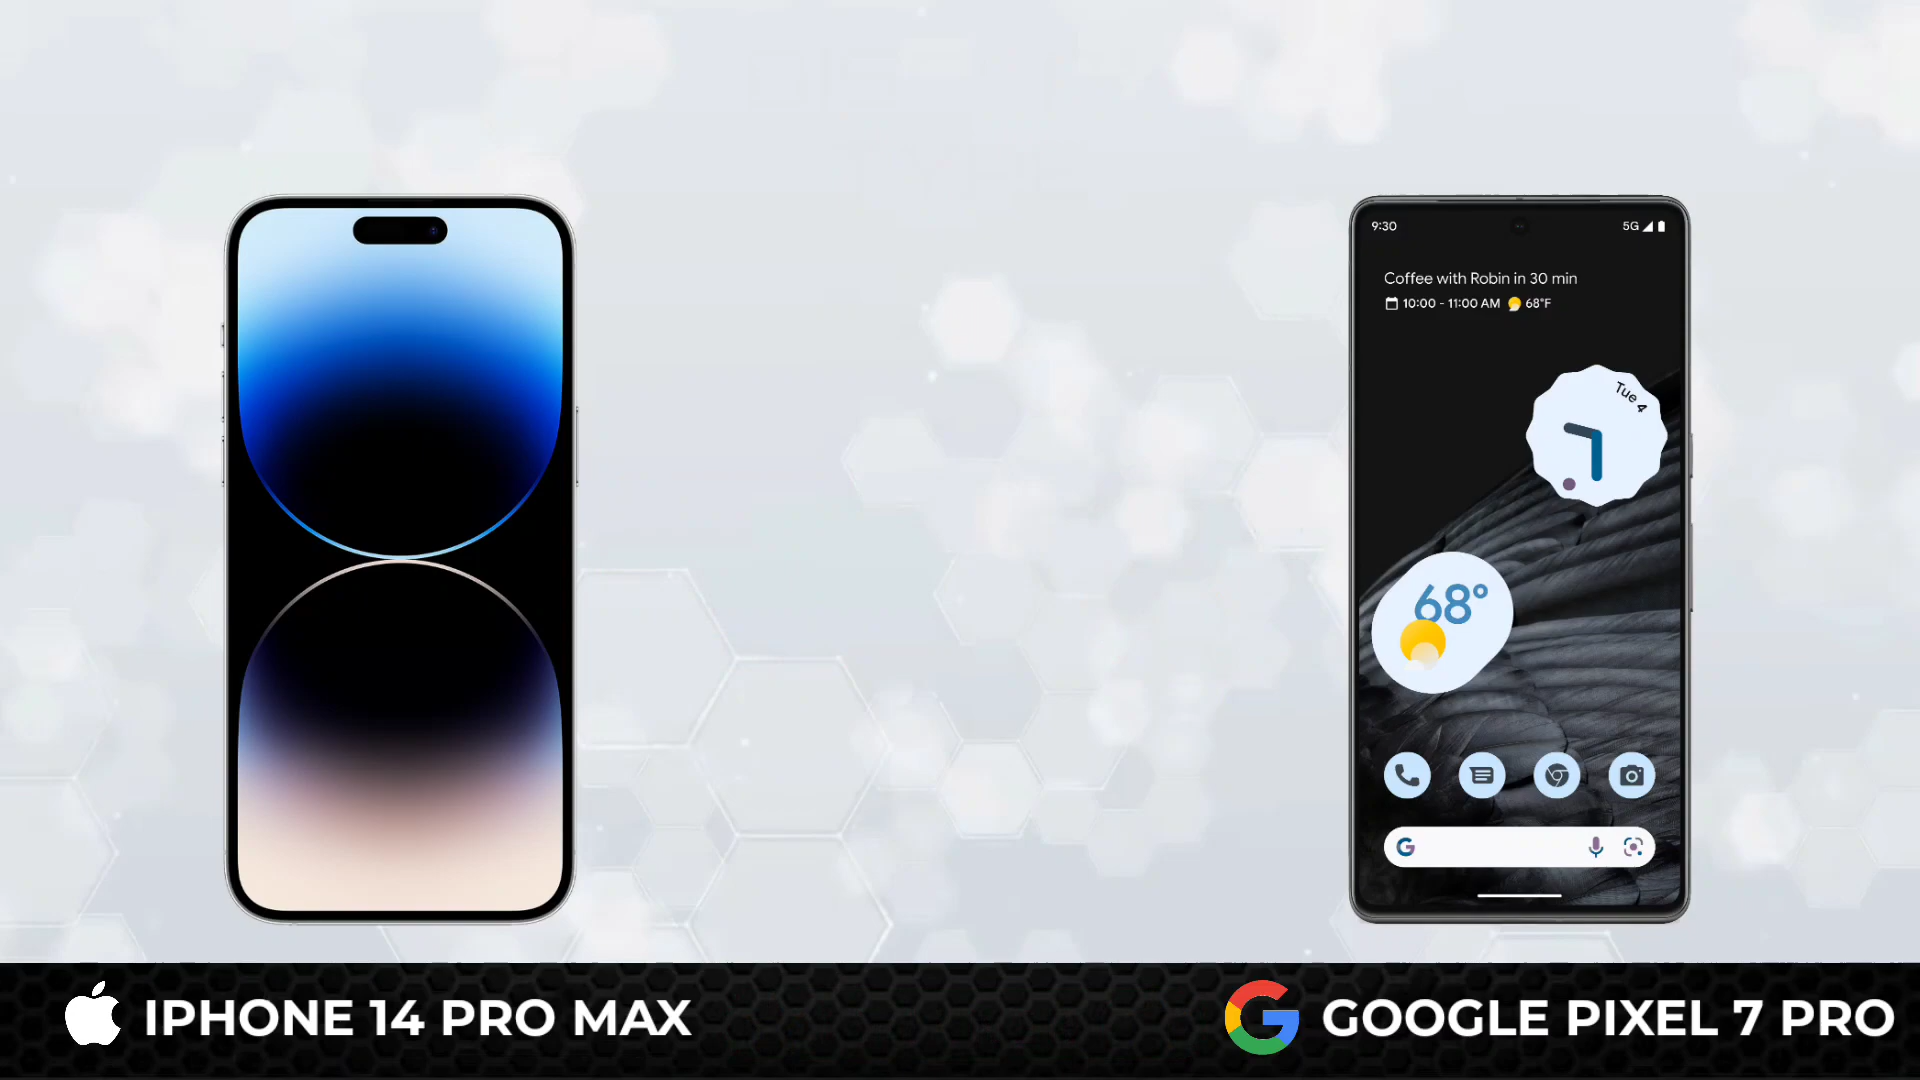 9:30
5G
Coffee with Robin in 30 min
10:00 - 11:00 AM 68°F
Tue 4
68°
IPHONE 14 PRO MAX
GOOGLE PIXEL 7 PRO